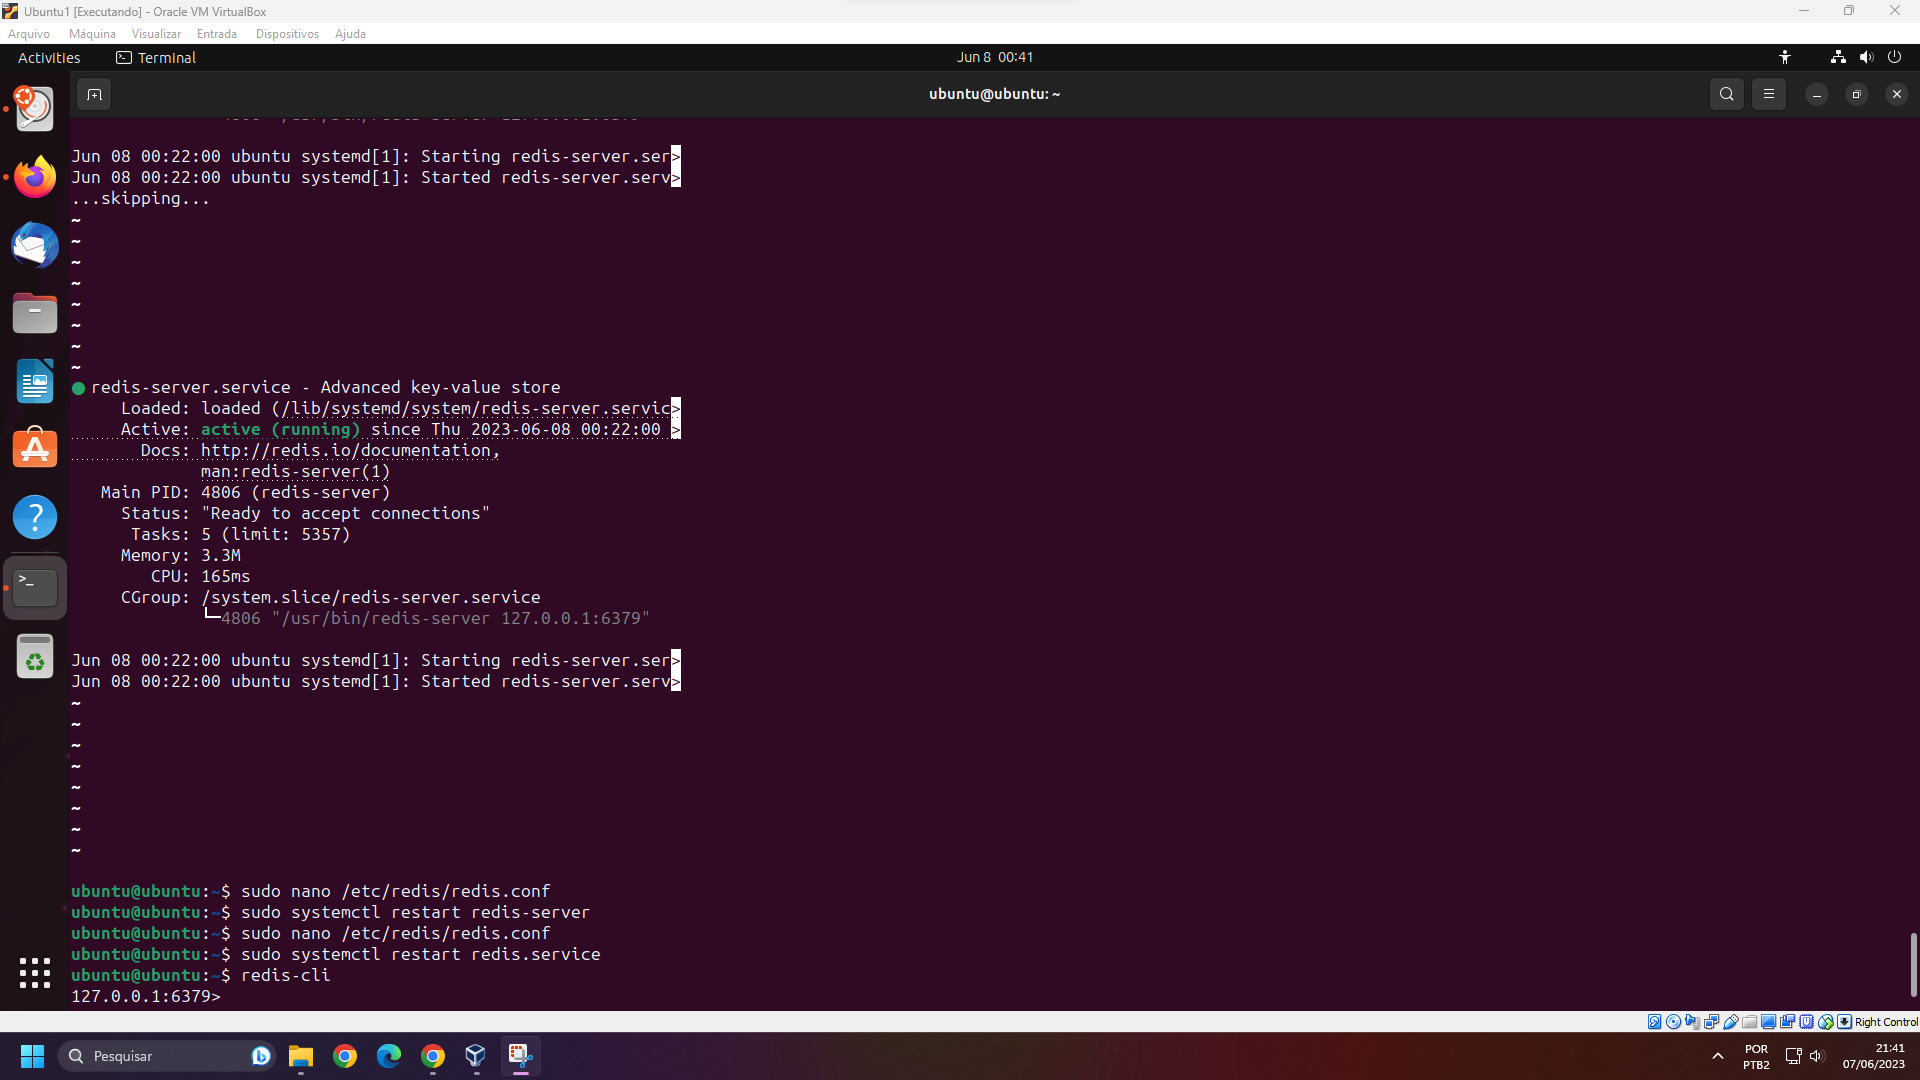 Ubuntu1 [Executando] - Oracle VM VirtualBox
Arquivo Máquina Visualizar Entrada Dispositivos Ajuda
Activities Terminal Jun 8 00:41
ubuntu@ubuntu: ~
Jun 08 00:22:00 ubuntu systemd[1]: Starting redis-server.ser>
Jun 08 00:22:00 ubuntu systemd[1]: Started redis-server.serv>
...skipping...
~
~
~
~
~
~
~
~
redis-server.service - Advanced key-value store
Loaded: loaded (/lib/systemd/system/redis-server.servic>
Active: active (running) since Thu 2023-06-08 00:22:00 >
Docs: http://redis.io/documentation,
man:redis-server(1)
Main PID: 4806 (redis-server)
Status: "Ready to accept connections"
Tasks: 5 (limit: 5357)
Memory: 3.3M
CPU: 165ms
CGroup: /system.slice/redis-server.service
└─4806 "/usr/bin/redis-server 127.0.0.1:6379"
Jun 08 00:22:00 ubuntu systemd[1]: Starting redis-server.ser>
Jun 08 00:22:00 ubuntu systemd[1]: Started redis-server.serv>
~
~
~
~
~
~
~
~
ubuntu@ubuntu:~$ sudo nano /etc/redis/redis.conf
ubuntu@ubuntu:~$ sudo systemctl restart redis-server
ubuntu@ubuntu:~$ sudo nano /etc/redis/redis.conf
ubuntu@ubuntu:~$ sudo systemctl restart redis.service
ubuntu@ubuntu:~$ redis-cli
127.0.0.1:6379>
Right Control
Pesquisar
POR
PTB2
21:41
07/06/2023